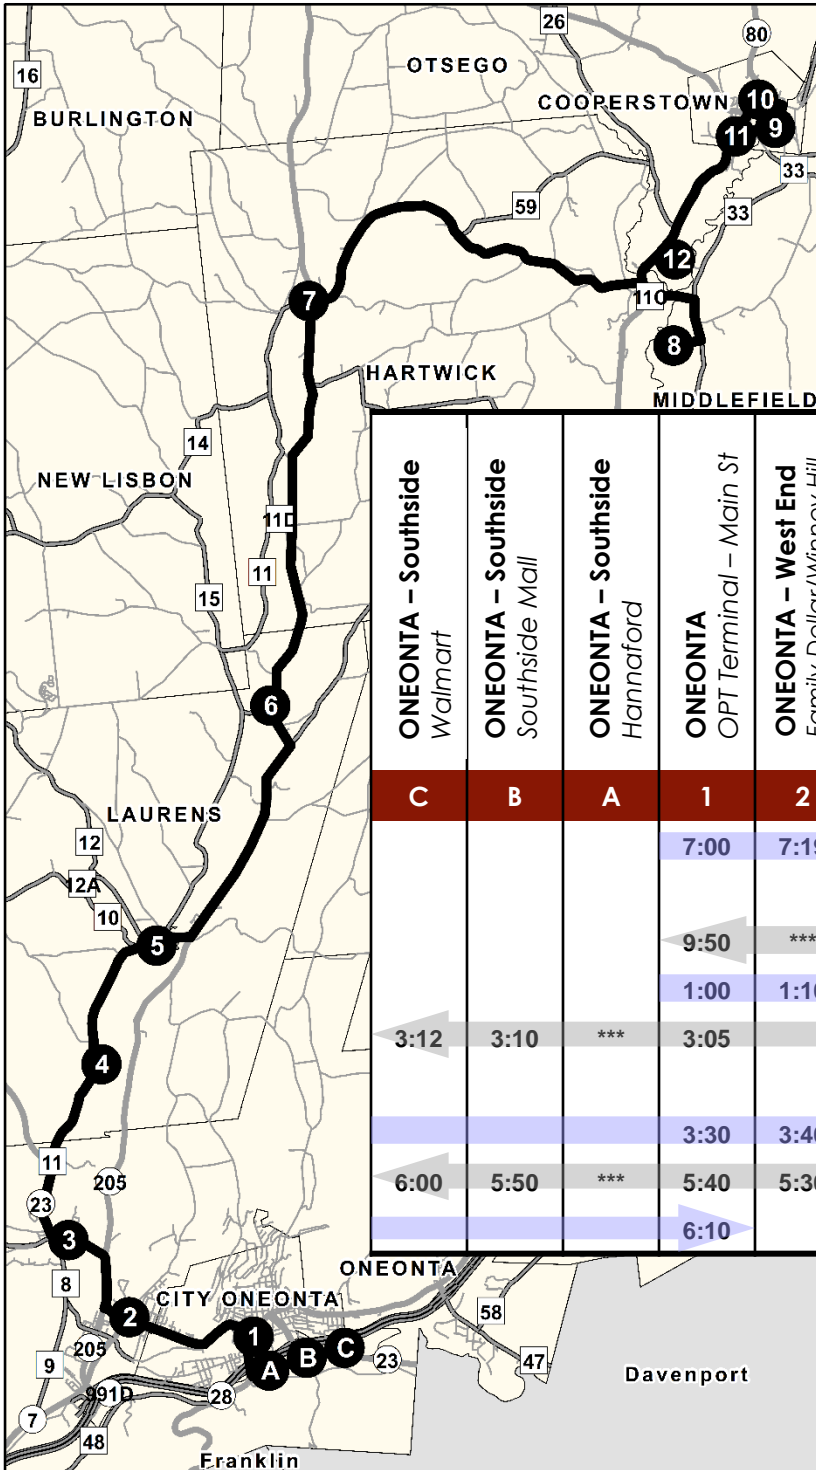 26
80
16
OTSEGO
COOPERSTOWN
10
BURLINGTON
11
9
33
59
33
12
7
11C
8
HARTWICK
MIDDLEFIELD
14
NEW LISBON
11D
11
15
6
LAURENS
12
12A
10
5
4
11
205
23
3
8
ONEONTA
CITY ONEONTA
2
1
58
C
B
A
205
9
23
47
991D
28
7
48
Davenport
Franklin
ONEONTA – Southside
Walmart
ONEONTA – Southside
Southside Mall
ONEONTA – Southside
Hannaford
ONEONTA
OPT Terminal – Main St
ONEONTA – West End
C B A 1 2
7:00
9:50 ***
1:00
3:12 3:10 *** 3:05
3:30
6:00 5:50 *** 5:40
6:10